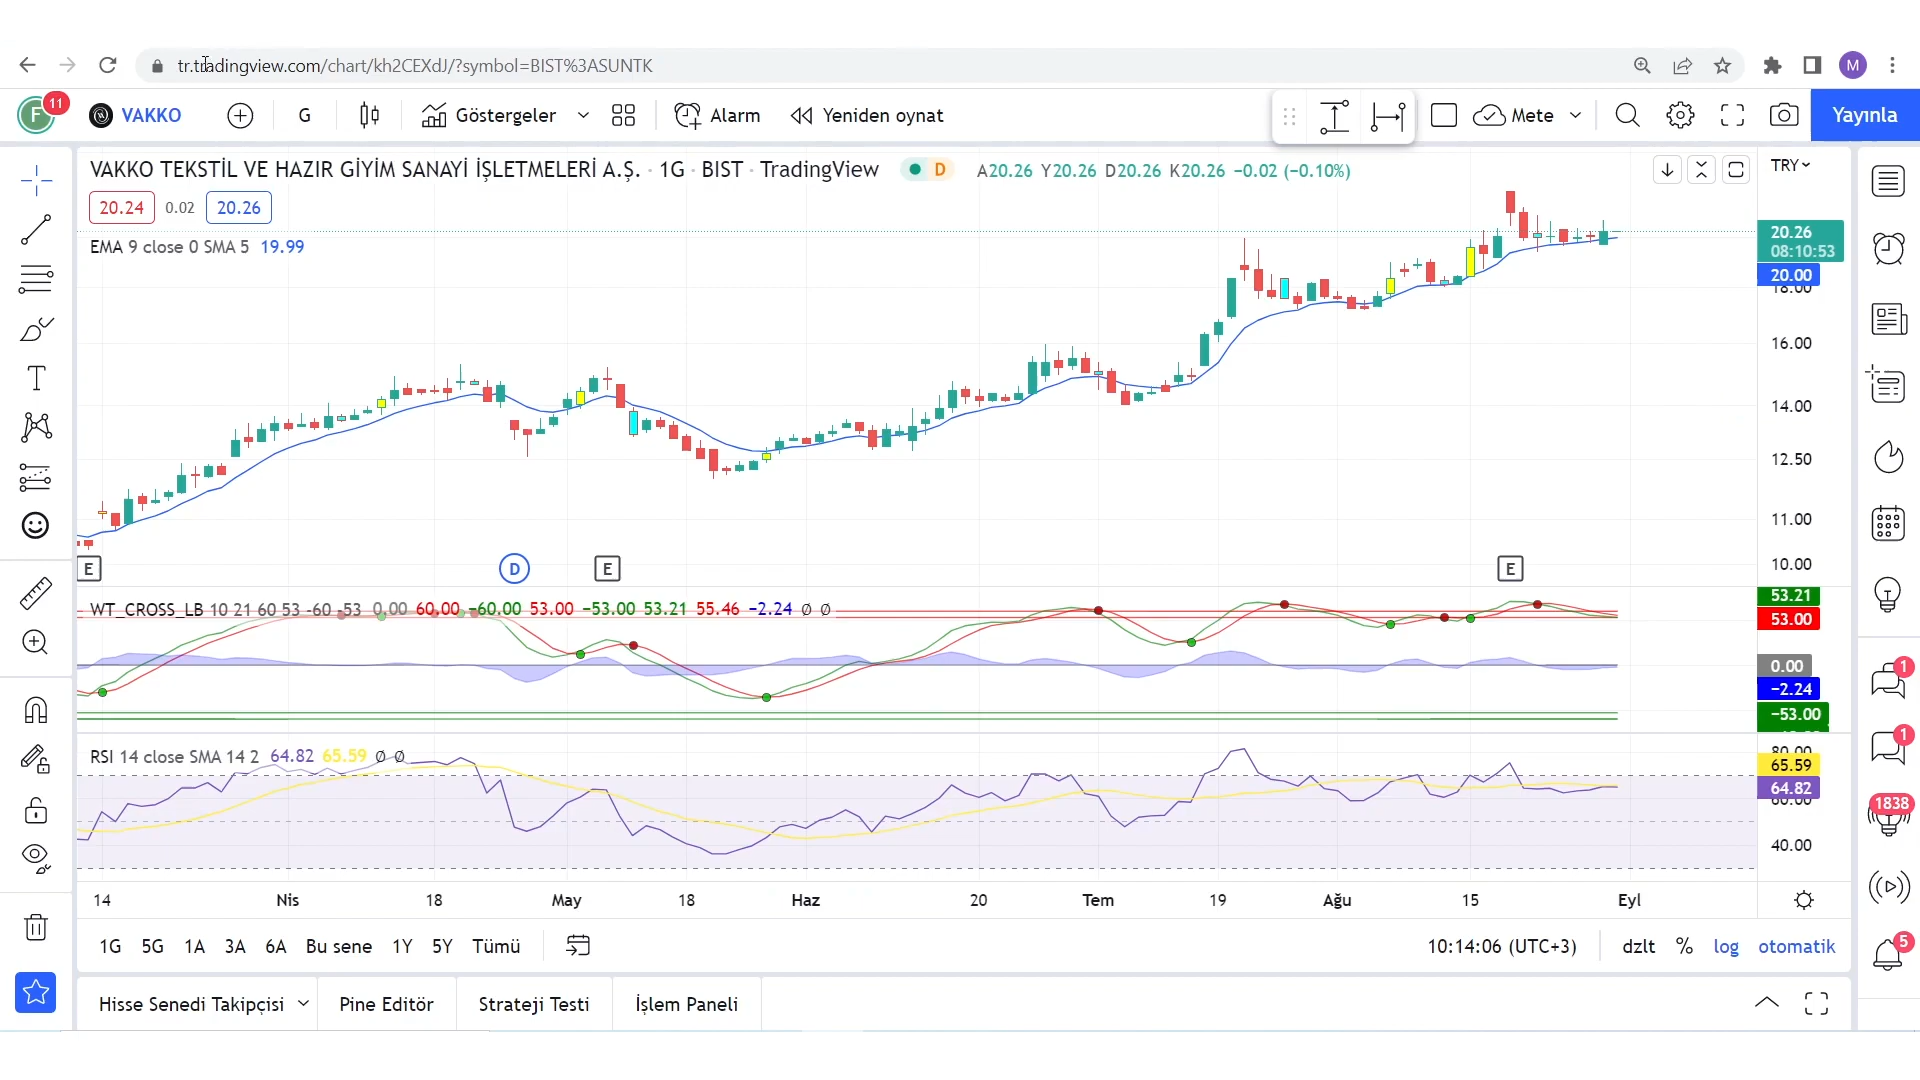 tr.tradingview.com/chart/kh2CEXdJ/?symbol=BIST%3ASUNTK
M
F 11 VAKKO G Göstergeler Alarm Yeniden oynat Mete Yayınla
VAKKO TEKSTİL VE HAZIR GİYİM SANAYİ İŞLETMELERİ A.Ş. · 1G · BIST · TradingView D A20.26 Y20.26 D20.26 K20.26 −0.02 (−0.10%) TRY
20.24 0.02 20.26
EMA 9 close 0 SMA 5 19.99
20.26
08:10:53
20.00
18.00
16.00
14.00
12.50
11.00
10.00
E D E E
WT_CROSS_LB 10 21 60 53 -60 -53 0.00 60.00 −60.00 53.00 −53.00 53.21 55.46 −2.24 ∅ ∅
53.21
53.00
0.00
−2.24
−53.00
RSI 14 close SMA 14 2 64.82 65.59 ∅ ∅
80.00
65.59
64.82
60.00
40.00
14 Nis 18 May 18 Haz 20 Tem 19 Ağu 15 Eyl
1G 5G 1A 3A 6A Bu sene 1Y 5Y Tümü 10:14:06 (UTC+3) dzlt % log otomatik
Hisse Senedi Takipçisi Pine Editör Strateji Testi İşlem Paneli
1
1
1838
5